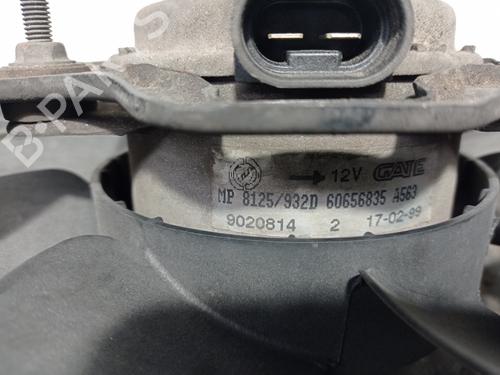 12V GATE
MP 8125/932D 60656835 A563
9020814 2 17-02-99
B-PARTS